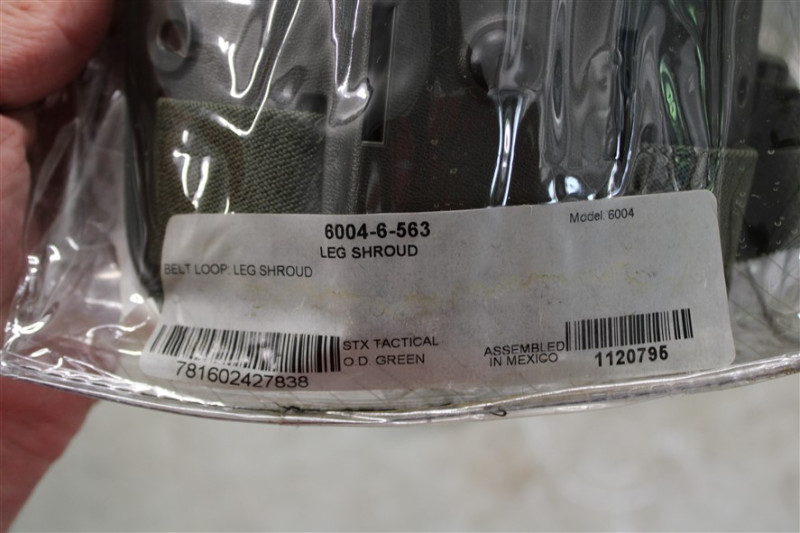 6004-6-563
Model: 6004
LEG SHROUD
BELT LOOP: LEG SHROUD
STX TACTICAL
O.D. GREEN
781602427838
ASSEMBLED
IN MEXICO
1120795